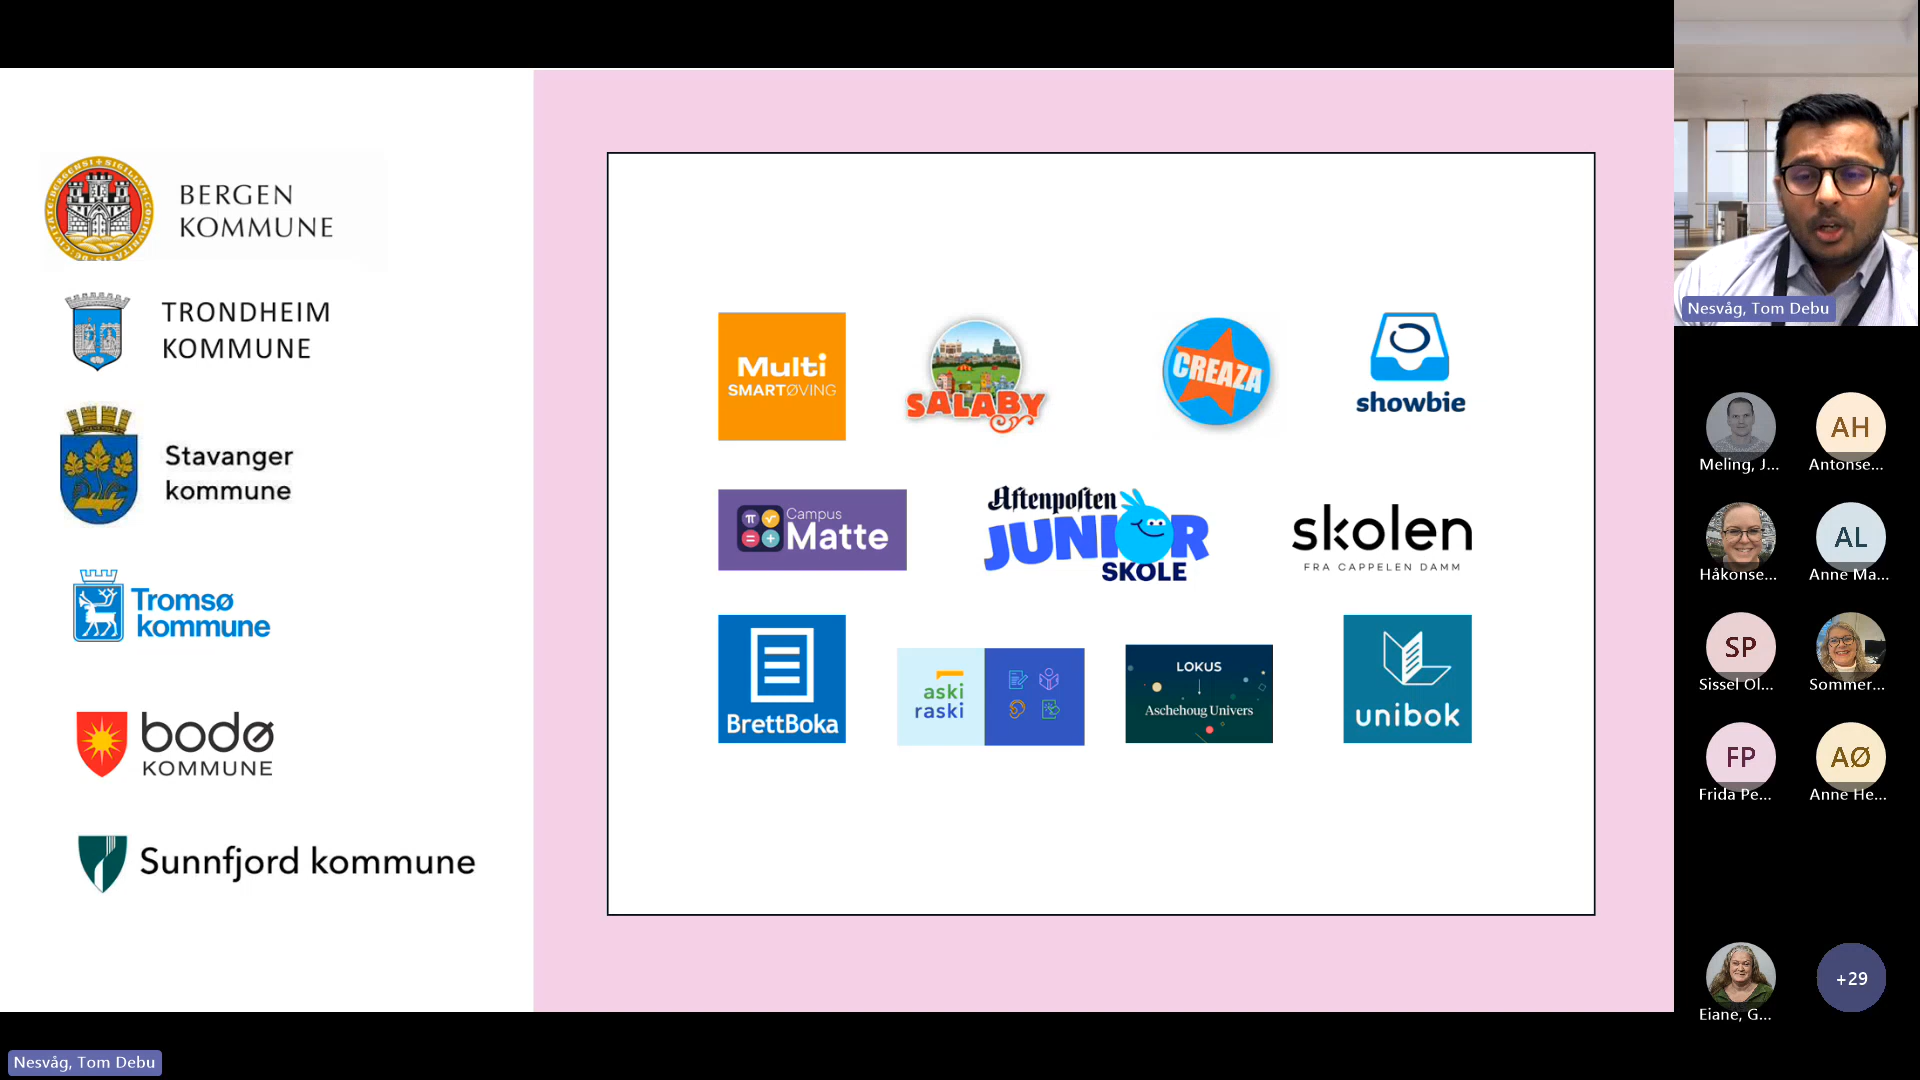 BERGEN
KOMMUNE
TRONDHEIM
KOMMUNE
Stavanger
kommune
Tromsø
kommune
bodø
KOMMUNE
Sunnfjord kommune
Multi
SMARTØVING
SALABY
CREAZA
showbie
Campus
Matte
Aftenposten
JUNIOR
SKOLE
skolen
FRA CAPPELEN DAMM
BrettBoka
aski
raski
LOKUS
Aschehoug Univers
unibok
Nesvåg, Tom Debu
Meling, J...
AH
Antonse...
Håkonse...
AL
Anne Ma...
SP
Sissel Ol...
Sommer...
FP
Frida Pe...
AØ
Anne He...
Eiane, G...
+29
Nesvåg, Tom Debu